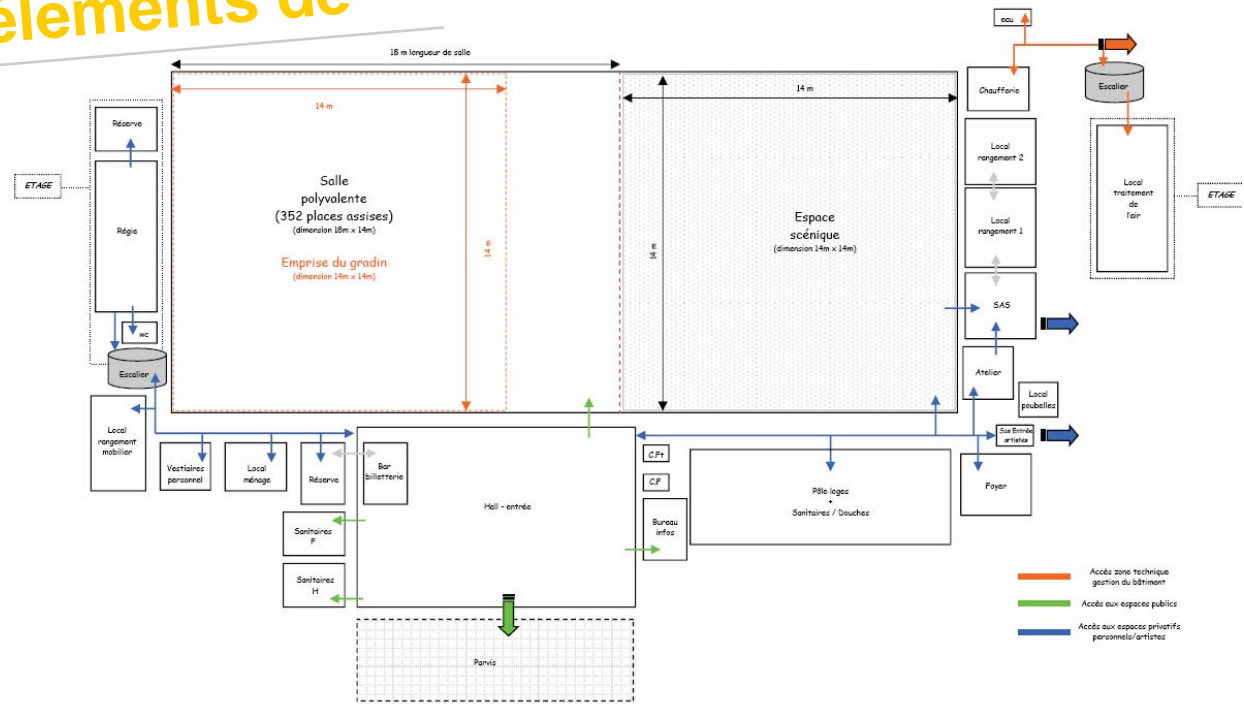 élements de
18 m longueur de salle
14 m
14 m
14 m
14 m
Salle
polyvalente
(352 places assises)
(dimension 18m x 14m)
Emprise du gradin
(dimension 14m x 14m)
Espace
scénique
(dimension 14m x 14m)
ETAGE
Réserve
Régie
wc
Escalier
Local
rangement
mobilier
Vestiaires
personnel
Local
ménage
Réserve
Bar
billetterie
Sanitaires
F
Sanitaires
H
Hall - entrée
Parvis
C.Ft
C.F
Bureau
infos
Pôle loges
+
Sanitaires / Douches
Foyer
Sas Entrée
artistes
Local
poubelles
Atelier
SAS
Local
rangement 1
Local
rangement 2
Chaufferie
eau
Escalier
Local
traitement
de
l'air
ETAGE
Accès zone technique
gestion du bâtiment
Accès aux espaces publics
Accès aux espaces privatifs
personnels/artistes